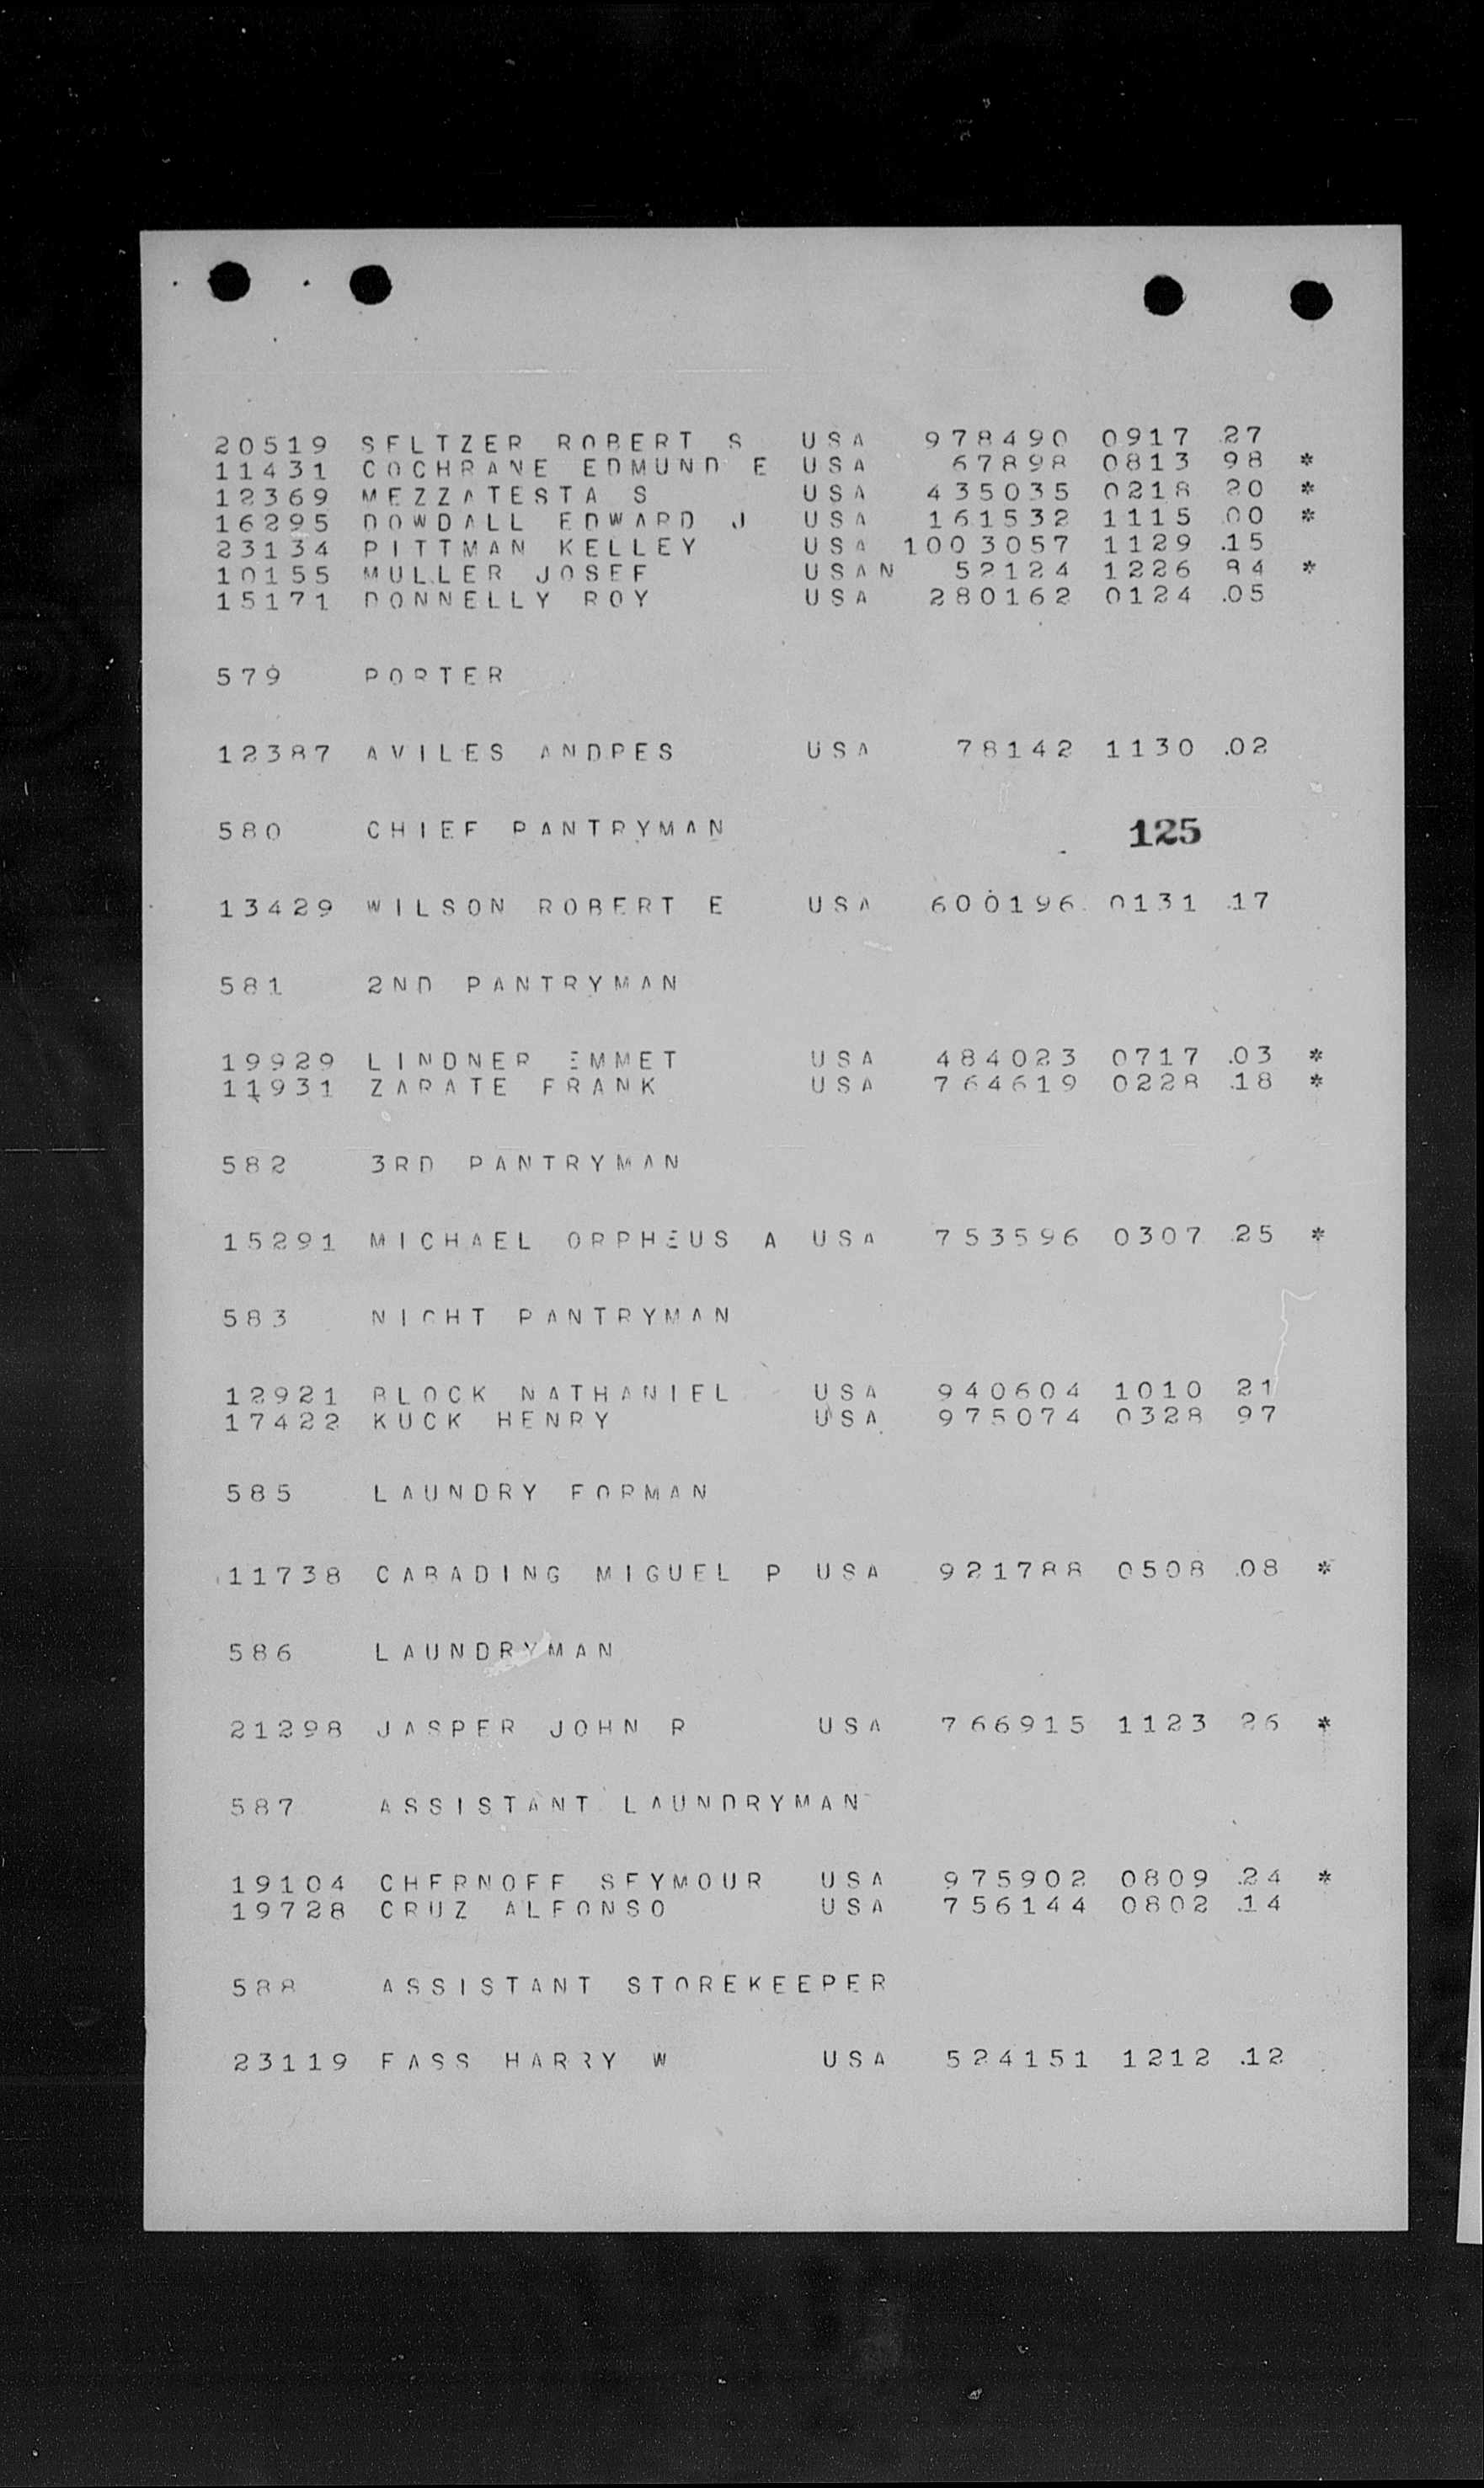 20519 SELTZER ROBERT S USA 978490 0917 27
11431 COCHRANE EDMUND E USA 67898 0813 98 *
12369 MEZZATESTA S USA 435035 0218 20 *
16295 DOWDALL EDWARD J USA 161532 1115 00 *
23134 PITTMAN KELLEY USA 1003057 1129 .15
10155 MULLER JOSEF USAN 52124 1226 84 *
15171 DONNELLY ROY USA 280162 0124 .05
579 PORTER
12387 AVILES ANDRES USA 78142 1130 .02
580 CHIEF PANTRYMAN
125
13429 WILSON ROBERT E USA 600196 0131 .17
581 2ND PANTRYMAN
19929 LINDNER EMMET USA 484023 0717 .03 *
11931 ZARATE FRANK USA 764619 0228 .18 *
582 3RD PANTRYMAN
15291 MICHAEL ORPHEUS A USA 753596 0307 .25 *
583 NIGHT PANTRYMAN
12921 BLOCK NATHANIEL USA 940604 1010 21
17422 KUCK HENRY USA 975074 0328 97
585 LAUNDRY FORMAN
11738 CABADING MIGUEL P USA 921788 0508 .08 *
586 LAUNDRYMAN
21298 JASPER JOHN R USA 766915 1123 26 *
587 ASSISTANT LAUNDRYMAN
19104 CHERNOFF SEYMOUR USA 975902 0809 .24 *
19728 CRUZ ALFONSO USA 756144 0802 .14
588 ASSISTANT STOREKEEPER
23119 FASS HARRY W USA 524151 1212 .12